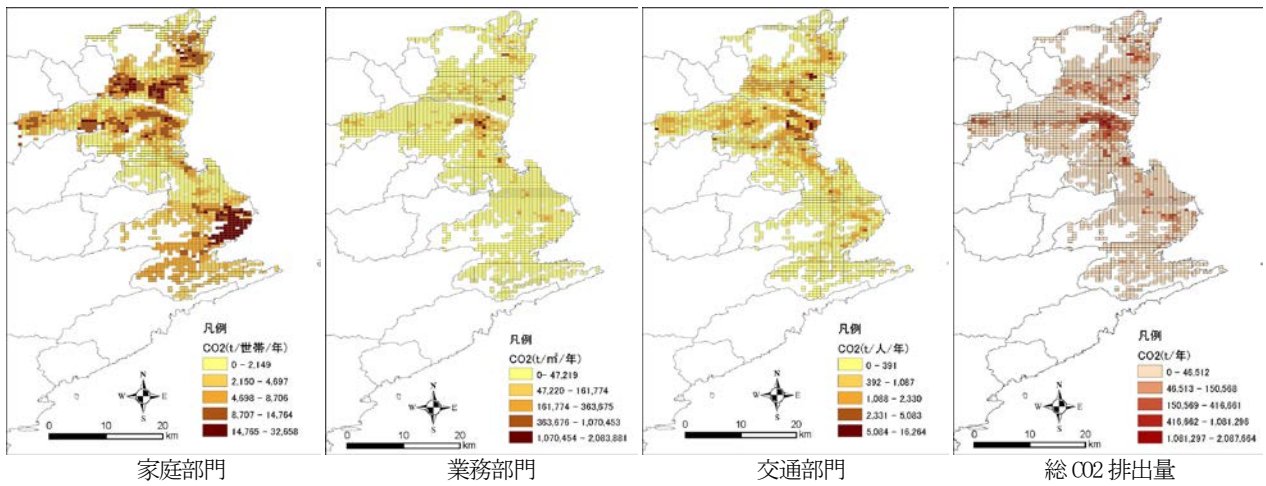 凡例
CO2(t/世帯/年)
0 - 2,149
2,150 - 4,697
4,698 - 8,706
8,707 - 14,764
14,765 - 32,658
N
W
E
S
0
10
20
km
家庭部門
凡例
CO2(t/㎡/年)
0 - 47,219
47,220 - 161,774
161,774 - 363,675
363,676 - 1,070,453
1,070,454 - 2,083,881
N
W
E
S
0
10
20
km
業務部門
凡例
CO2(t/人/年)
0 - 391
392 - 1,087
1,088 - 2,330
2,331 - 5,083
5,084 - 16,264
N
W
E
S
0
10
20
km
交通部門
凡例
CO2(t/年)
0 - 46,512
46,513 - 150,568
150,569 - 416,661
416,662 - 1,081,296
1,081,297 - 2,087,664
N
W
E
S
0
10
20
km
総 CO2 排出量